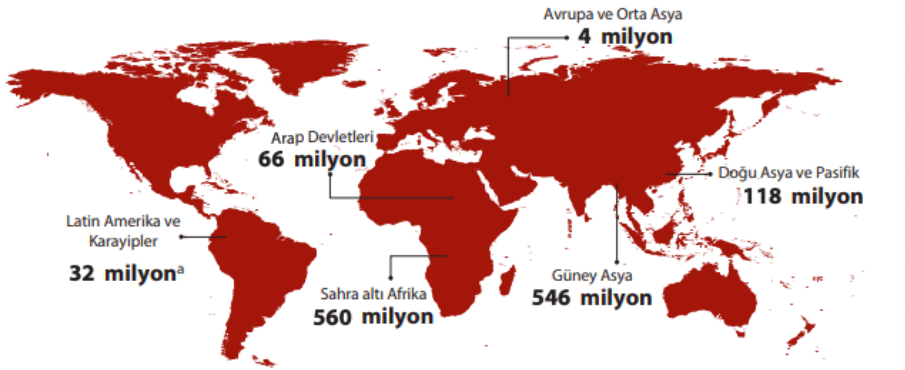 Avrupa ve Orta Asya
4 milyon
Arap Devletleri
66 milyon
Doğu Asya ve Pasifik
118 milyon
Latin Amerika ve
Karayipler
32 milyonᵃ
Sahra altı Afrika
560 milyon
Güney Asya
546 milyon